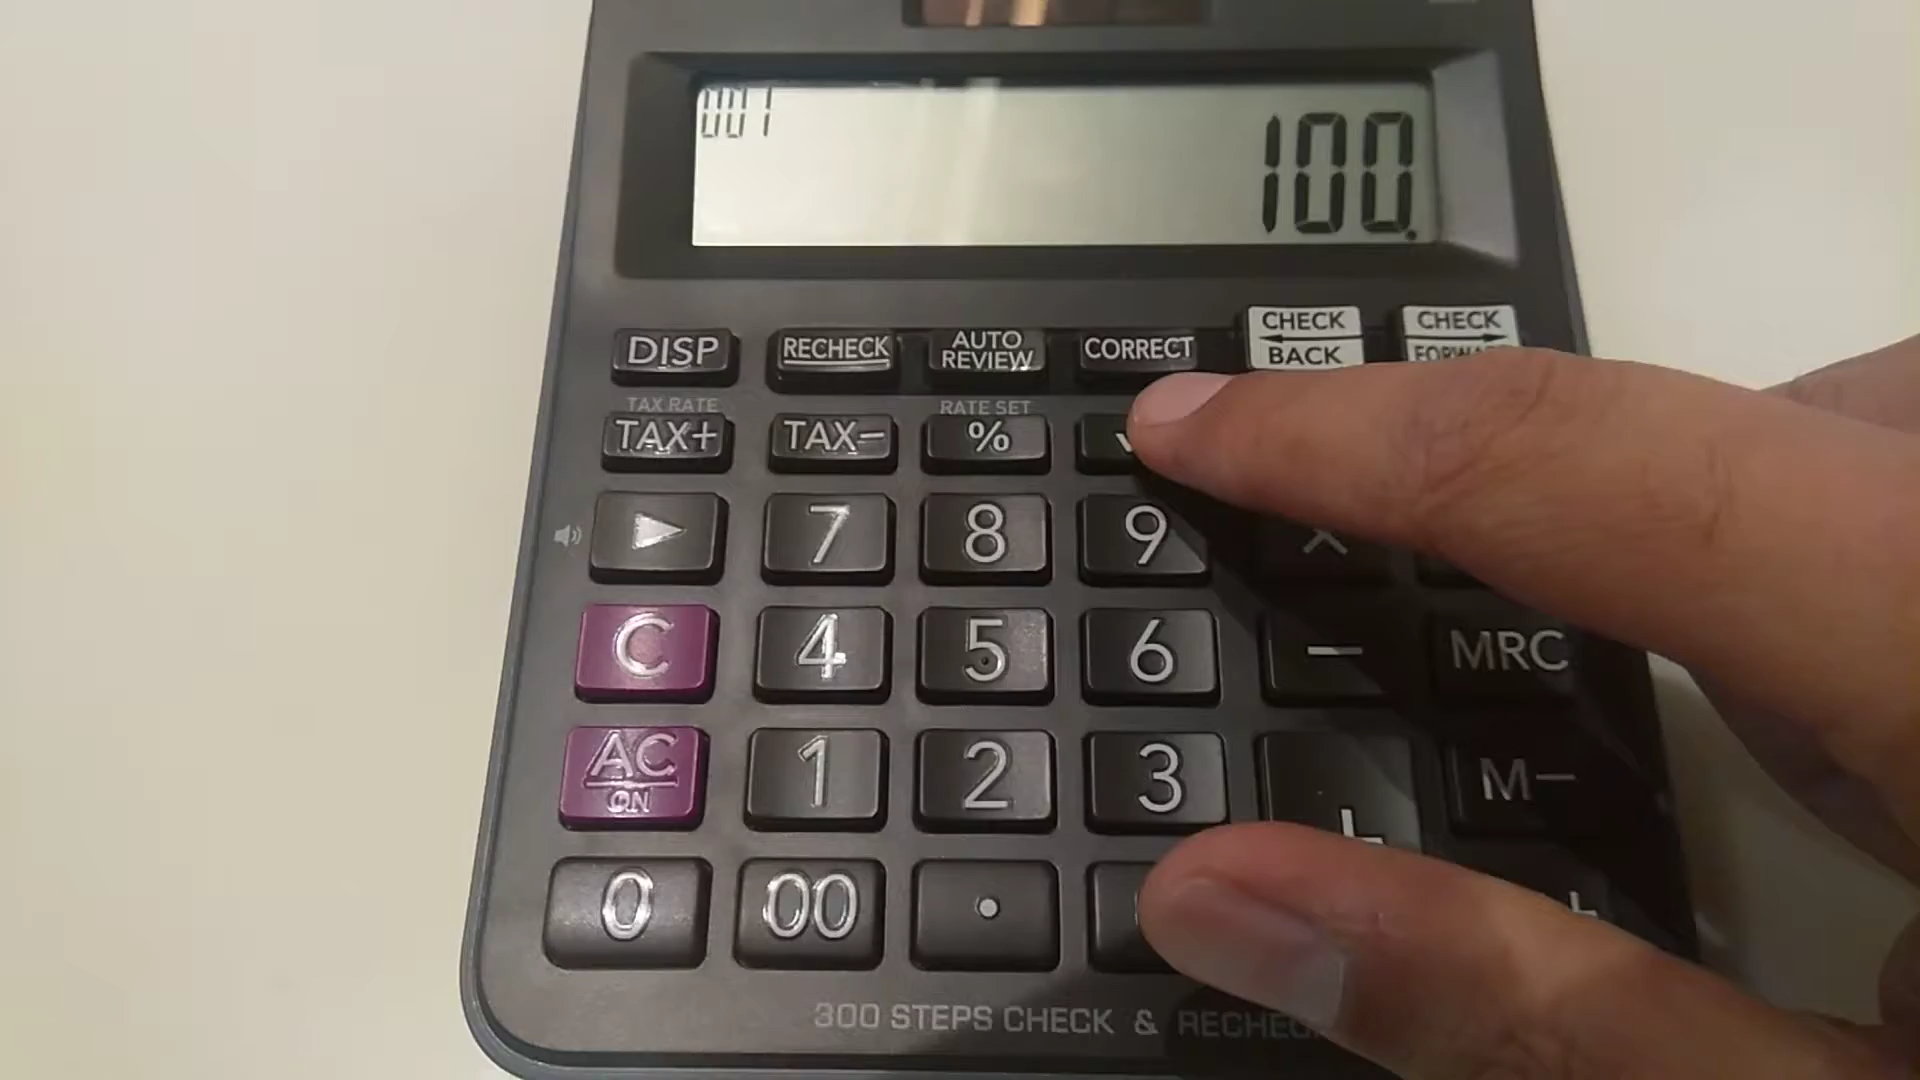 001
100.
DISP RECHECK AUTO REVIEW CORRECT CHECK BACK CHECK
TAX RATE RATE SET
TAX+ TAX− %
▶ 7 8 9 ×
C 4 5 6 − MRC
AC ON 1 2 3 M−
0 00 .
300 STEPS CHECK &